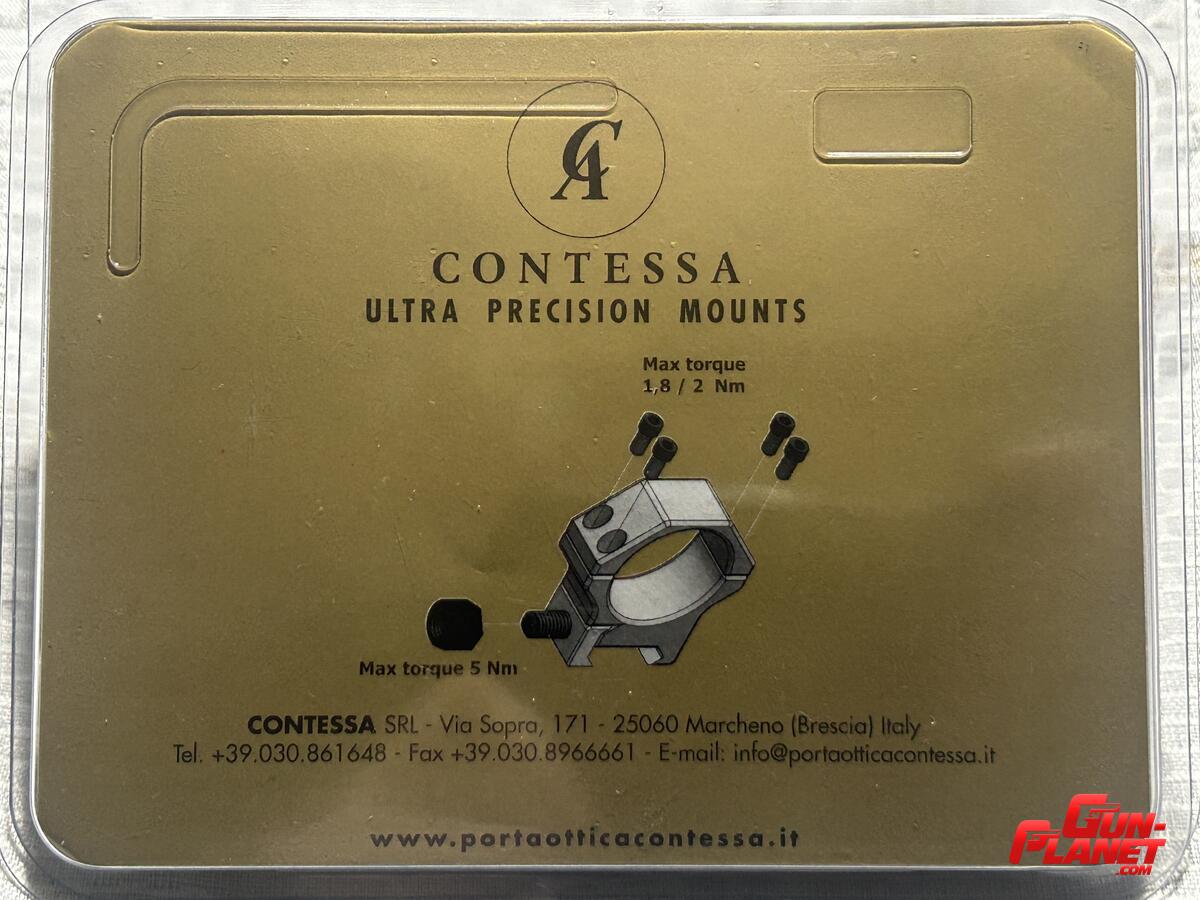 CA
CONTESSA
ULTRA PRECISION MOUNTS
Max torque
1,8 / 2 Nm
Max torque 5 Nm
CONTESSA SRL - Via Sopra, 171 - 25060 Marcheno (Brescia) Italy
Tel. +39.030.861648 - Fax +39.030.8966661 - E-mail: info@portaotticacontessa.it
www.portaotticacontessa.it
GUN-
PLANET
.COM